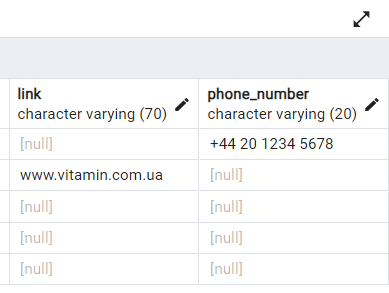 link phone_number
character varying (70) character varying (20)
[null] +44 20 1234 5678
www.vitamin.com.ua [null]
[null] [null]
[null] [null]
[null] [null]